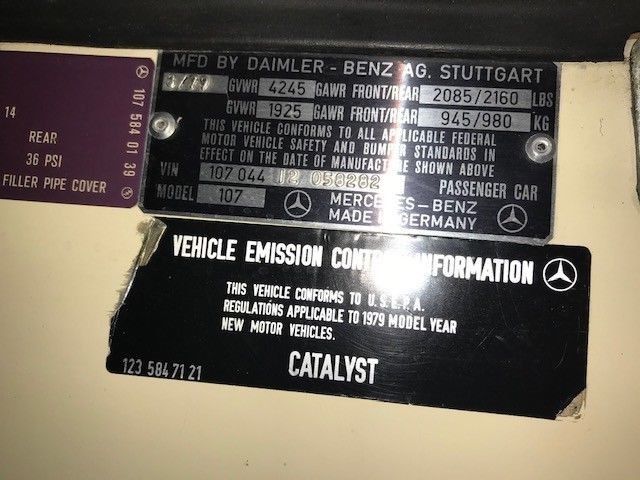 107 584 01 39
14
REAR
36 PSI
FILLER PIPE COVER
MFD BY DAIMLER - BENZ AG. STUTTGART
GVWR 4245 GAWR FRONT/REAR 2085/2160 LBS
GVWR 1925 GAWR FRONT/REAR 945/980 KG
THIS VEHICLE CONFORMS TO ALL APPLICABLE FEDERAL
MOTOR VEHICLE SAFETY AND BUMPER STANDARDS IN
EFFECT ON THE DATE OF MANUFACTURE SHOWN ABOVE
VIN 107 044 12 050282 PASSENGER CAR
MODEL 107 MERCEDES-BENZ
MADE IN GERMANY
VEHICLE EMISSION CONTROL INFORMATION
THIS VEHICLE CONFORMS TO U.S.E.P.A.
REGULATIONS APPLICABLE TO 1979 MODEL YEAR
NEW MOTOR VEHICLES.
CATALYST
123 584 71 21